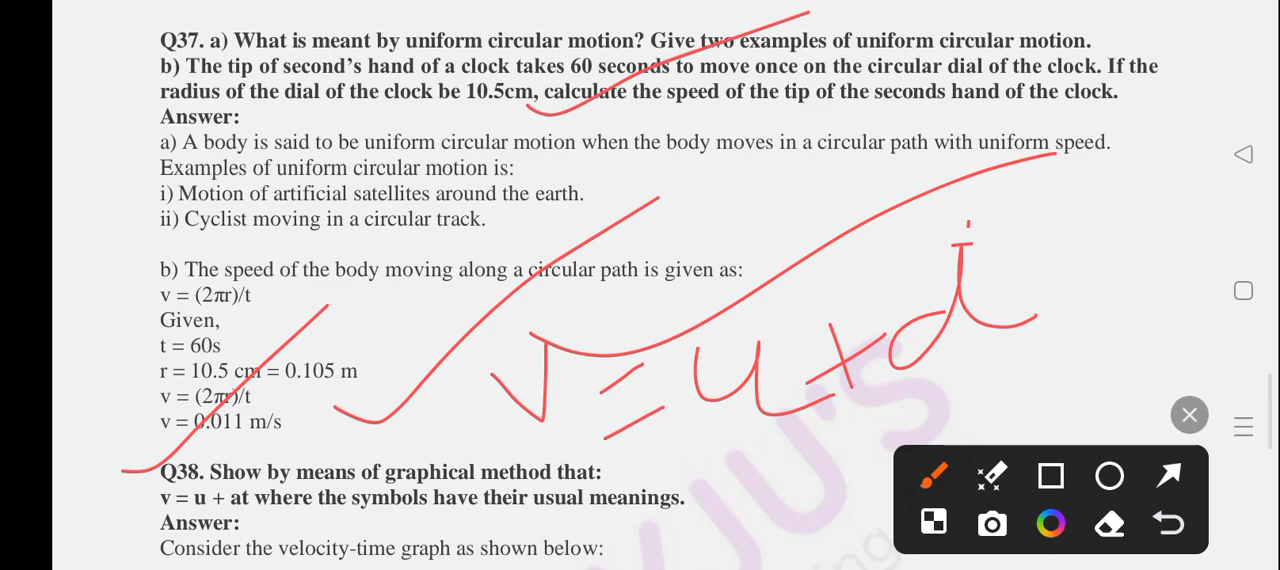 Q37. a) What is meant by uniform circular motion? Give two examples of uniform circular motion.
b) The tip of second's hand of a clock takes 60 seconds to move once on the circular dial of the clock. If the
radius of the dial of the clock be 10.5cm, calculate the speed of the tip of the seconds hand of the clock.
Answer:
a) A body is said to be uniform circular motion when the body moves in a circular path with uniform speed.
Examples of uniform circular motion is:
i) Motion of artificial satellites around the earth.
ii) Cyclist moving in a circular track.
b) The speed of the body moving along a circular path is given as:
v = (2πr)/t
Given,
t = 60s
r = 10.5 cm = 0.105 m
v = (2πr)/t
v = 0.011 m/s
v = u +
Q38. Show by means of graphical method that:
v = u + at where the symbols have their usual meanings.
Answer:
Consider the velocity-time graph as shown below: